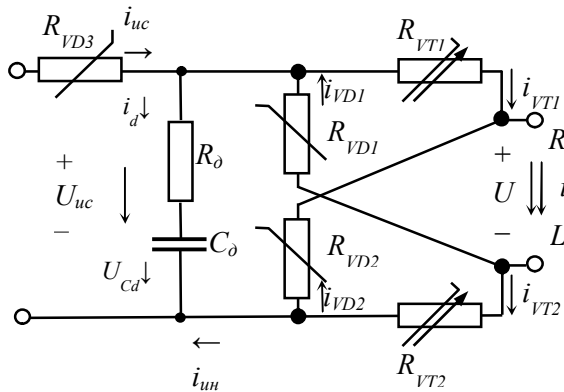 R_VD3
i_ис
R_VT1
i_VT1
i_d
i_VD1
R_VD1
R_д
+
U_ис
–
+
U
–
R
i
L
U_Cd
C_д
R_VD2
i_VD2
i_VT2
R_VT2
i_ин